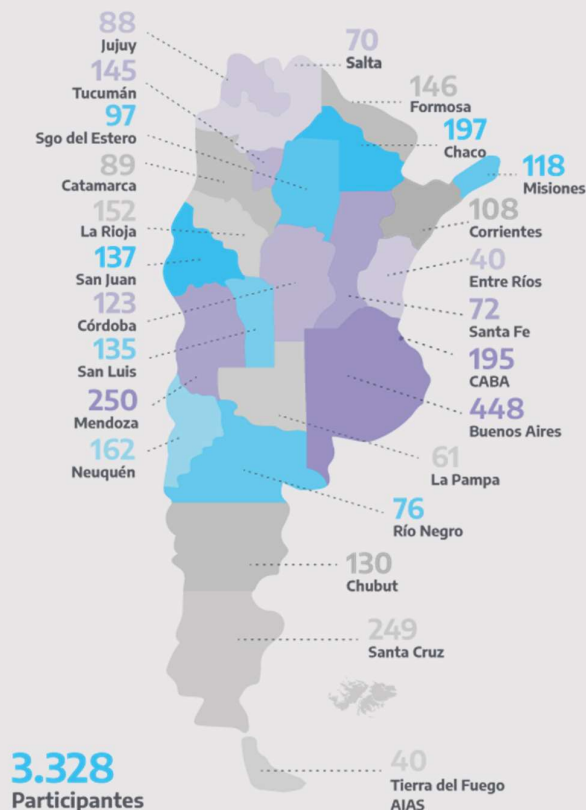 88
Jujuy
70
Salta
145
Tucumán
146
Formosa
97
Sgo del Estero
197
Chaco
89
Catamarca
118
Misiones
152
La Rioja
108
Corrientes
137
San Juan
40
Entre Ríos
123
Córdoba
72
Santa Fe
135
San Luis
195
CABA
250
Mendoza
448
Buenos Aires
162
Neuquén
61
La Pampa
76
Río Negro
130
Chubut
249
Santa Cruz
40
Tierra del Fuego
AIAS
3.328
Participantes